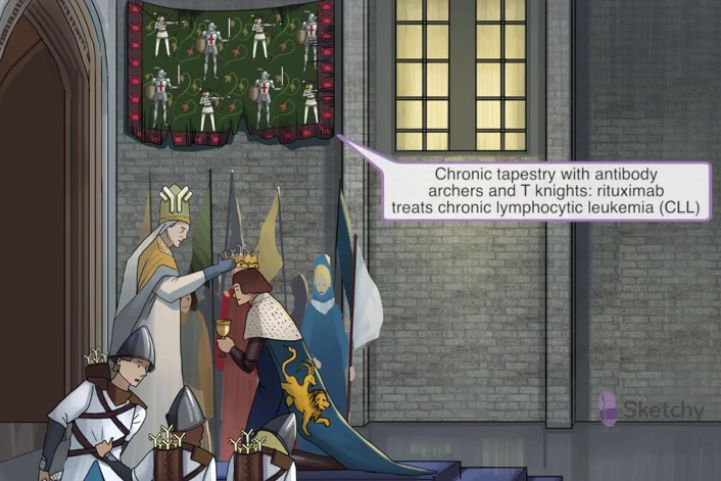 Chronic tapestry with antibody
archers and T knights: rituximab
treats chronic lymphocytic leukemia (CLL)
Sketchy